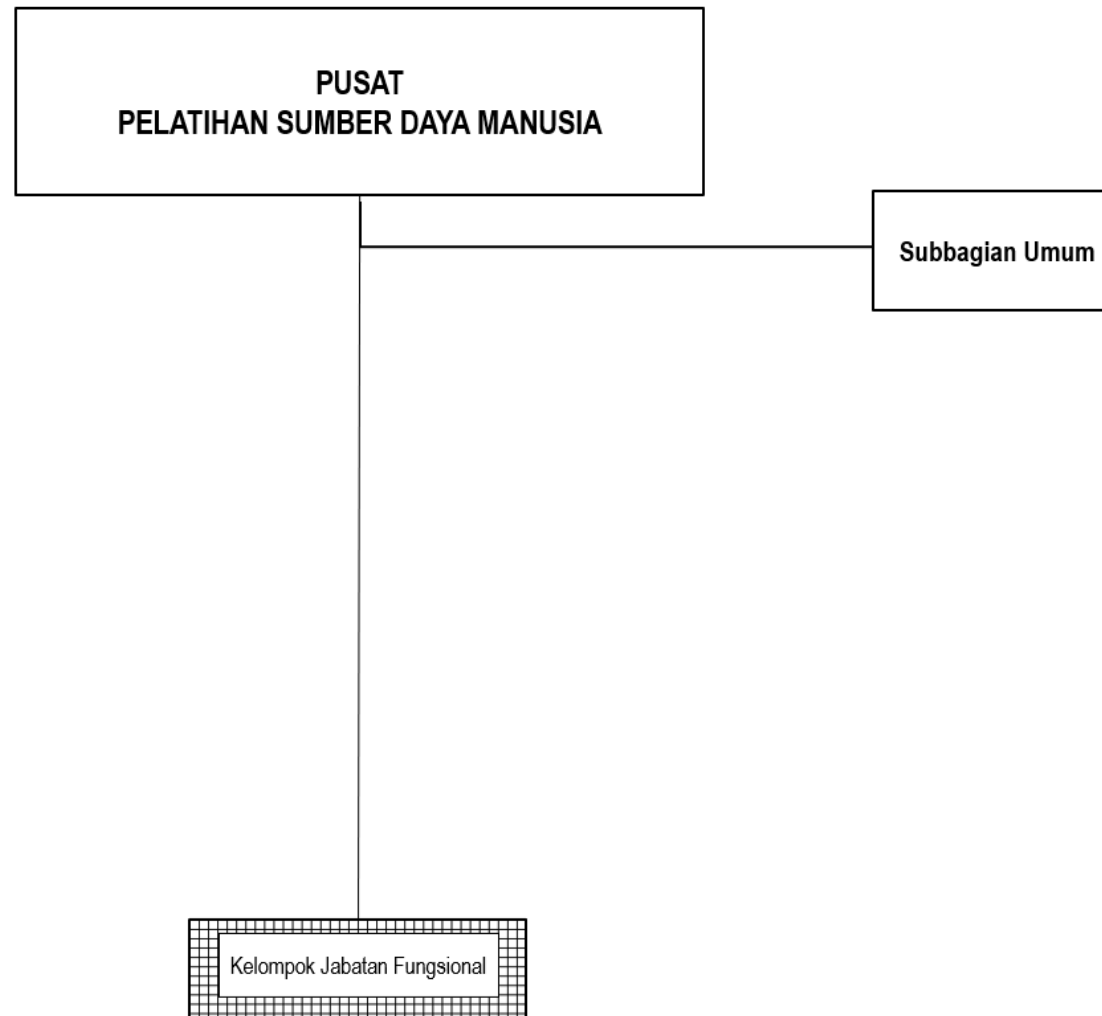 PUSAT
PELATIHAN SUMBER DAYA MANUSIA
Subbagian Umum
Kelompok Jabatan Fungsional